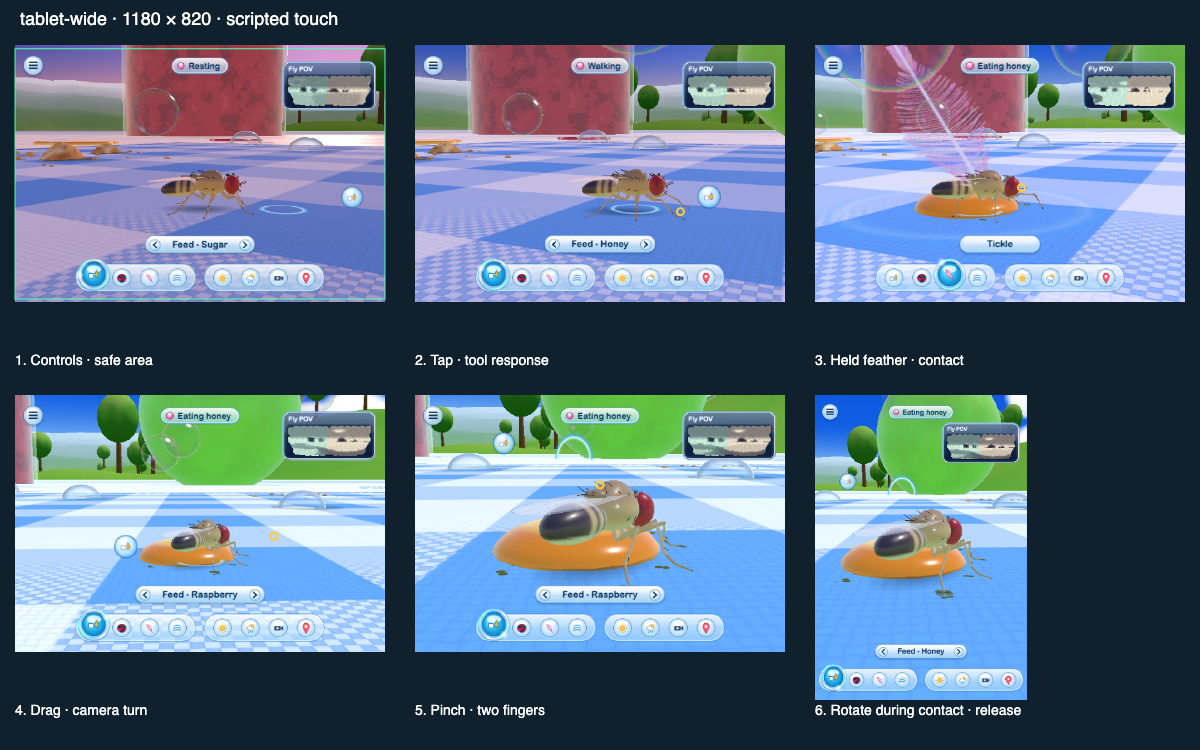 tablet-wide · 1180 × 820 · scripted touch
Resting
Fly POV
Feed - Sugar
1. Controls · safe area
Walking
Fly POV
Feed - Honey
2. Tap · tool response
Eating honey
Fly POV
Tickle
3. Held feather · contact
Eating honey
Fly POV
Feed - Raspberry
4. Drag · camera turn
Eating honey
Fly POV
Feed - Raspberry
5. Pinch · two fingers
Eating honey
Fly POV
Feed - Honey
6. Rotate during contact · release